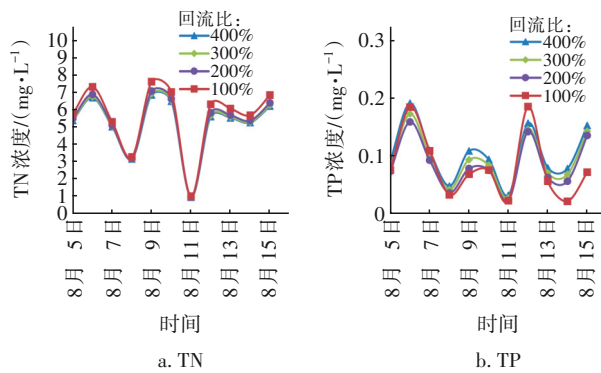 回流比：
400%
300%
200%
100%
TN浓度/(mg·L⁻¹)
10
9
8
7
6
5
4
3
2
1
0
8月 5日
8月 7日
8月 9日
8月 11日
8月 13日
8月 15日
时间
a. TN
回流比：
400%
300%
200%
100%
TP浓度/(mg·L⁻¹)
0.3
0.2
0.1
0
8月 5日
8月 7日
8月 9日
8月 11日
8月 13日
8月 15日
时间
b. TP